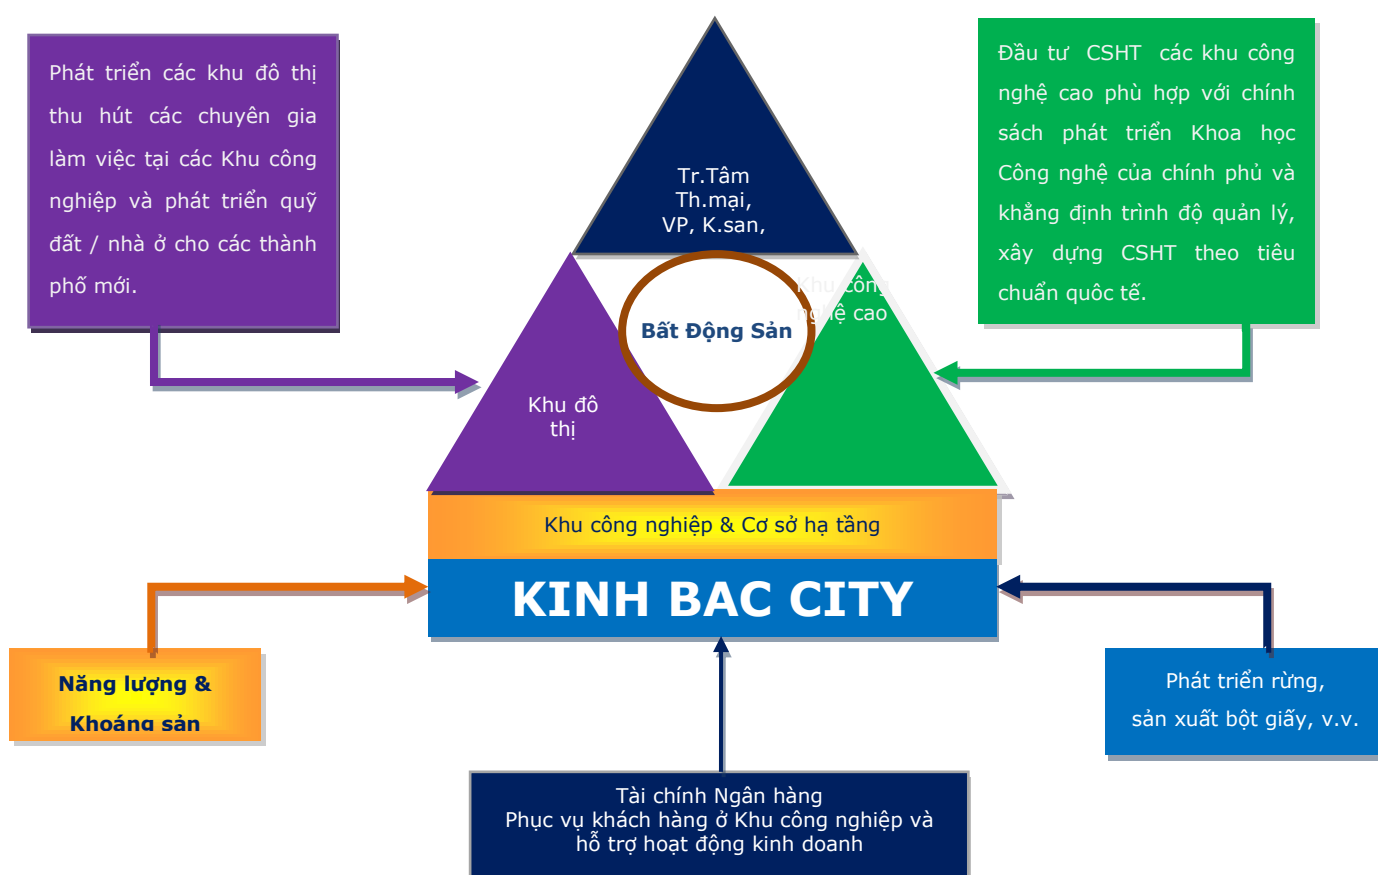 Phát triển các khu đô thị
thu hút các chuyên gia
làm việc tại các Khu công
nghiệp và phát triển quỹ
đất / nhà ở cho các thành
phố mới.
Tr.Tâm
Th.mại,
VP, K.san,
Đầu tư CSHT các khu công
nghệ cao phù hợp với chính
sách phát triển Khoa học
Công nghệ của chính phủ và
khẳng định trình độ quản lý,
xây dựng CSHT theo tiêu
chuẩn quôc tế.
Khu công
nghệ cao
Bất Động Sản
Khu đô
thị
Khu công nghiệp & Cơ sở hạ tầng
KINH BAC CITY
Năng lượng &
Khoáng sản
Phát triển rừng,
sản xuất bột giấy, v.v.
Tài chính Ngân hàng
Phục vụ khách hàng ở Khu công nghiệp và
hỗ trợ hoạt động kinh doanh